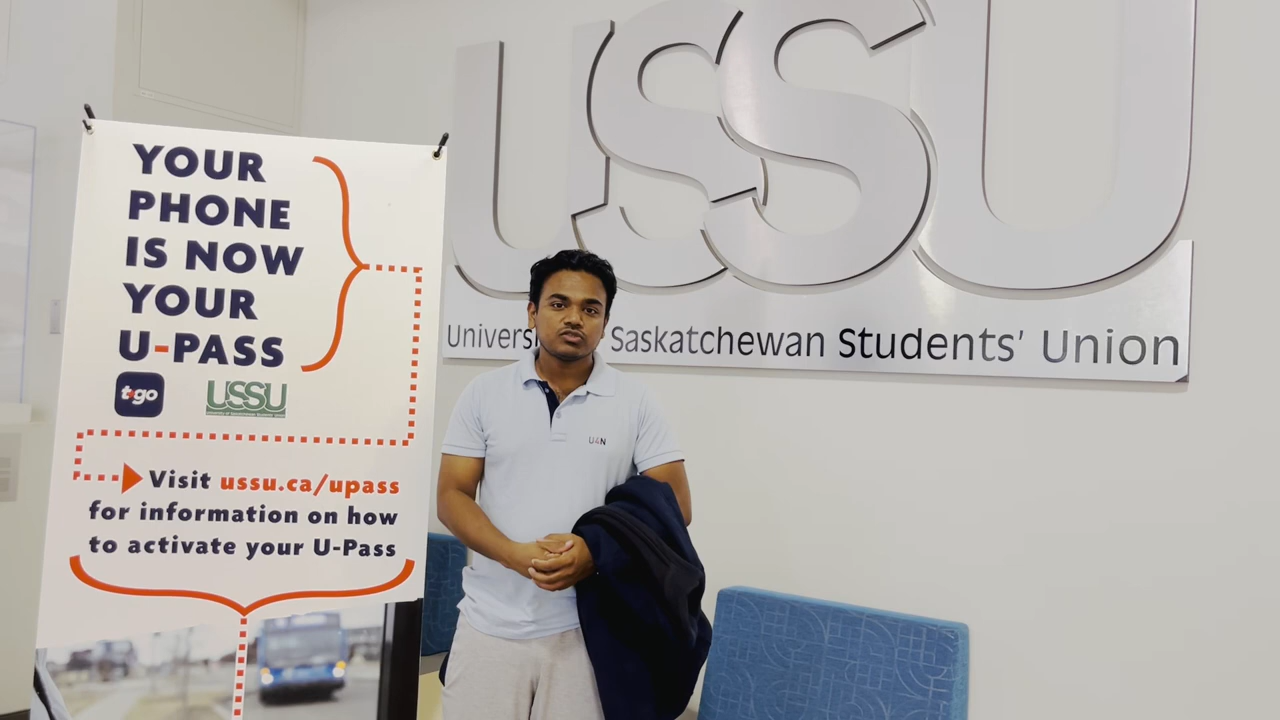 YOUR
PHONE
IS NOW
YOUR
U-PASS
t•go
USSU
Visit ussu.ca/upass
for information on how
to activate your U-Pass
USSU
Saskatchewan Students' Union
U&N